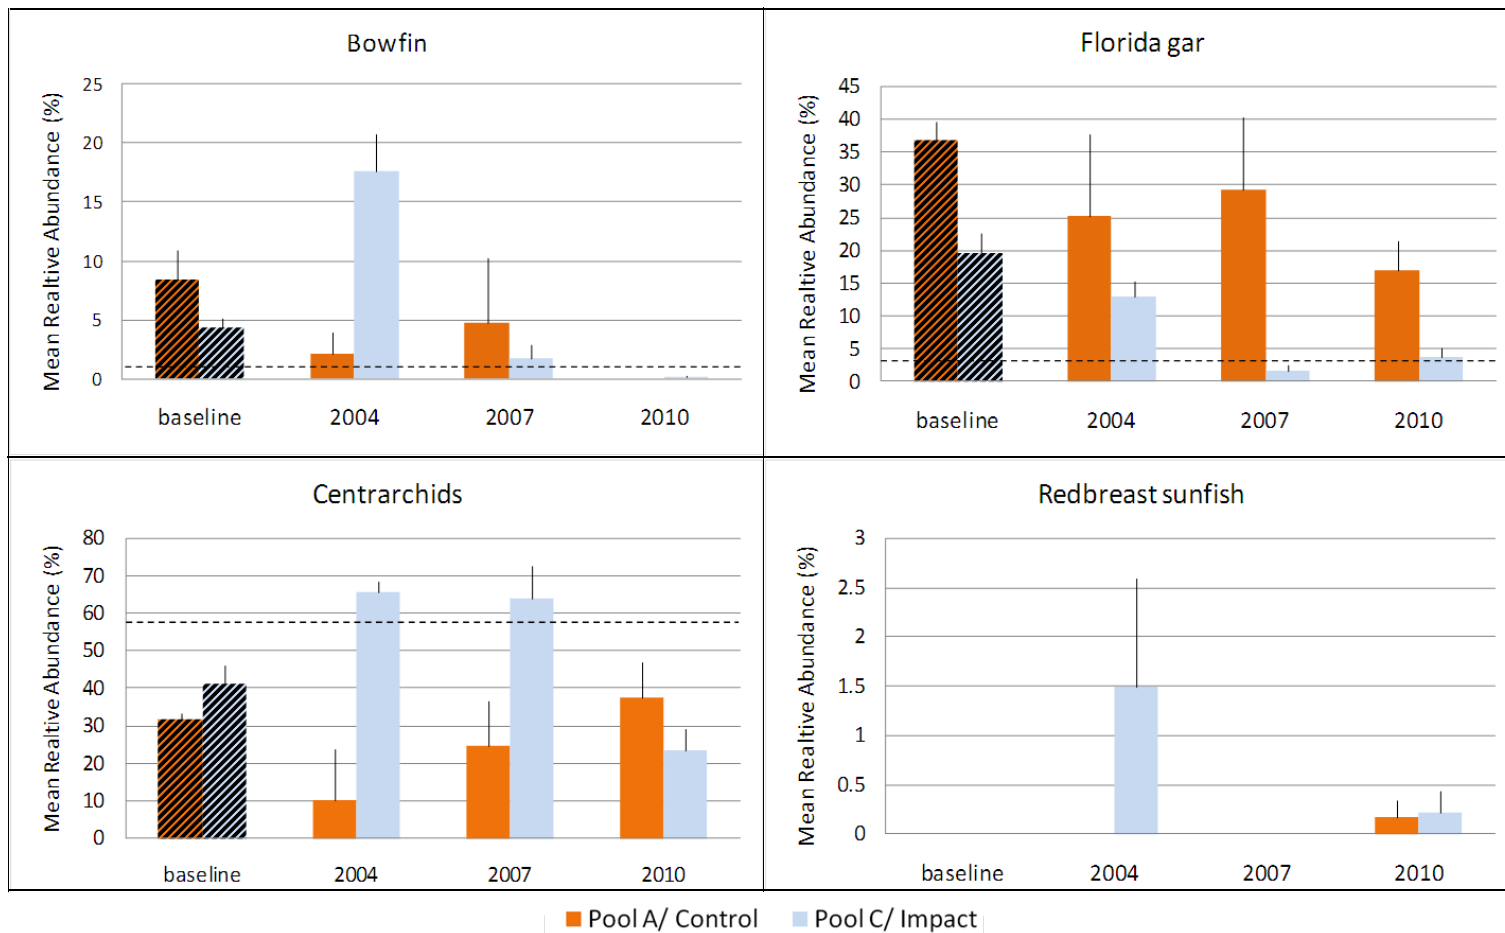 Bowfin
Mean Realtive Abundance (%)
25
20
15
10
5
0
baseline 2004 2007 2010
Florida gar
Mean Realtive Abundance (%)
45
40
35
30
25
20
15
10
5
0
baseline 2004 2007 2010
Centrarchids
Mean Realtive Abundance (%)
80
70
60
50
40
30
20
10
0
baseline 2004 2007 2010
Redbreast sunfish
Mean Realtive Abundance (%)
3
2.5
2
1.5
1
0.5
0
baseline 2004 2007 2010
Pool A/ Control Pool C/ Impact